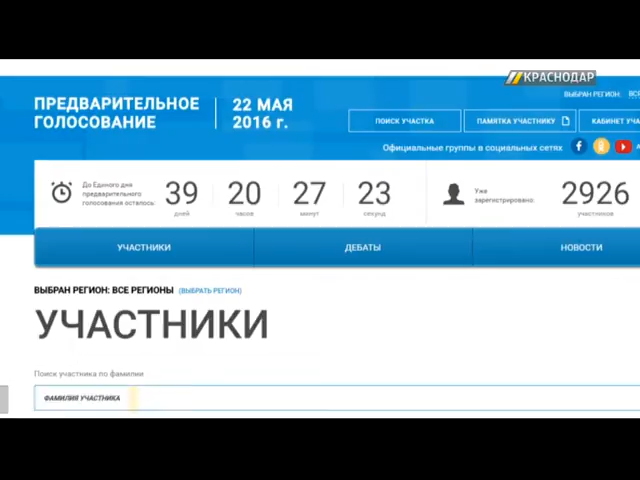 КРАСНОДАР
ВЫБРАН РЕГИОН:
ПРЕДВАРИТЕЛЬНОЕ ГОЛОСОВАНИЕ
22 МАЯ 2016 г.
ПОИСК УЧАСТКА
ПАМЯТКА УЧАСТНИКУ
КАБИНЕТ
Официальные группы в социальных сетях
До Единого дня предварительного голосования осталось:
39 дней
20 часов
27 минут
23 секунд
Уже зарегистрировано
2926 участников
УЧАСТНИКИ
ДЕБАТЫ
НОВОСТИ
ВЫБРАН РЕГИОН: ВСЕ РЕГИОНЫ (ВЫБРАТЬ РЕГИОН)
УЧАСТНИКИ
Поиск участника по фамилии
ФАМИЛИЯ УЧАСТНИКА